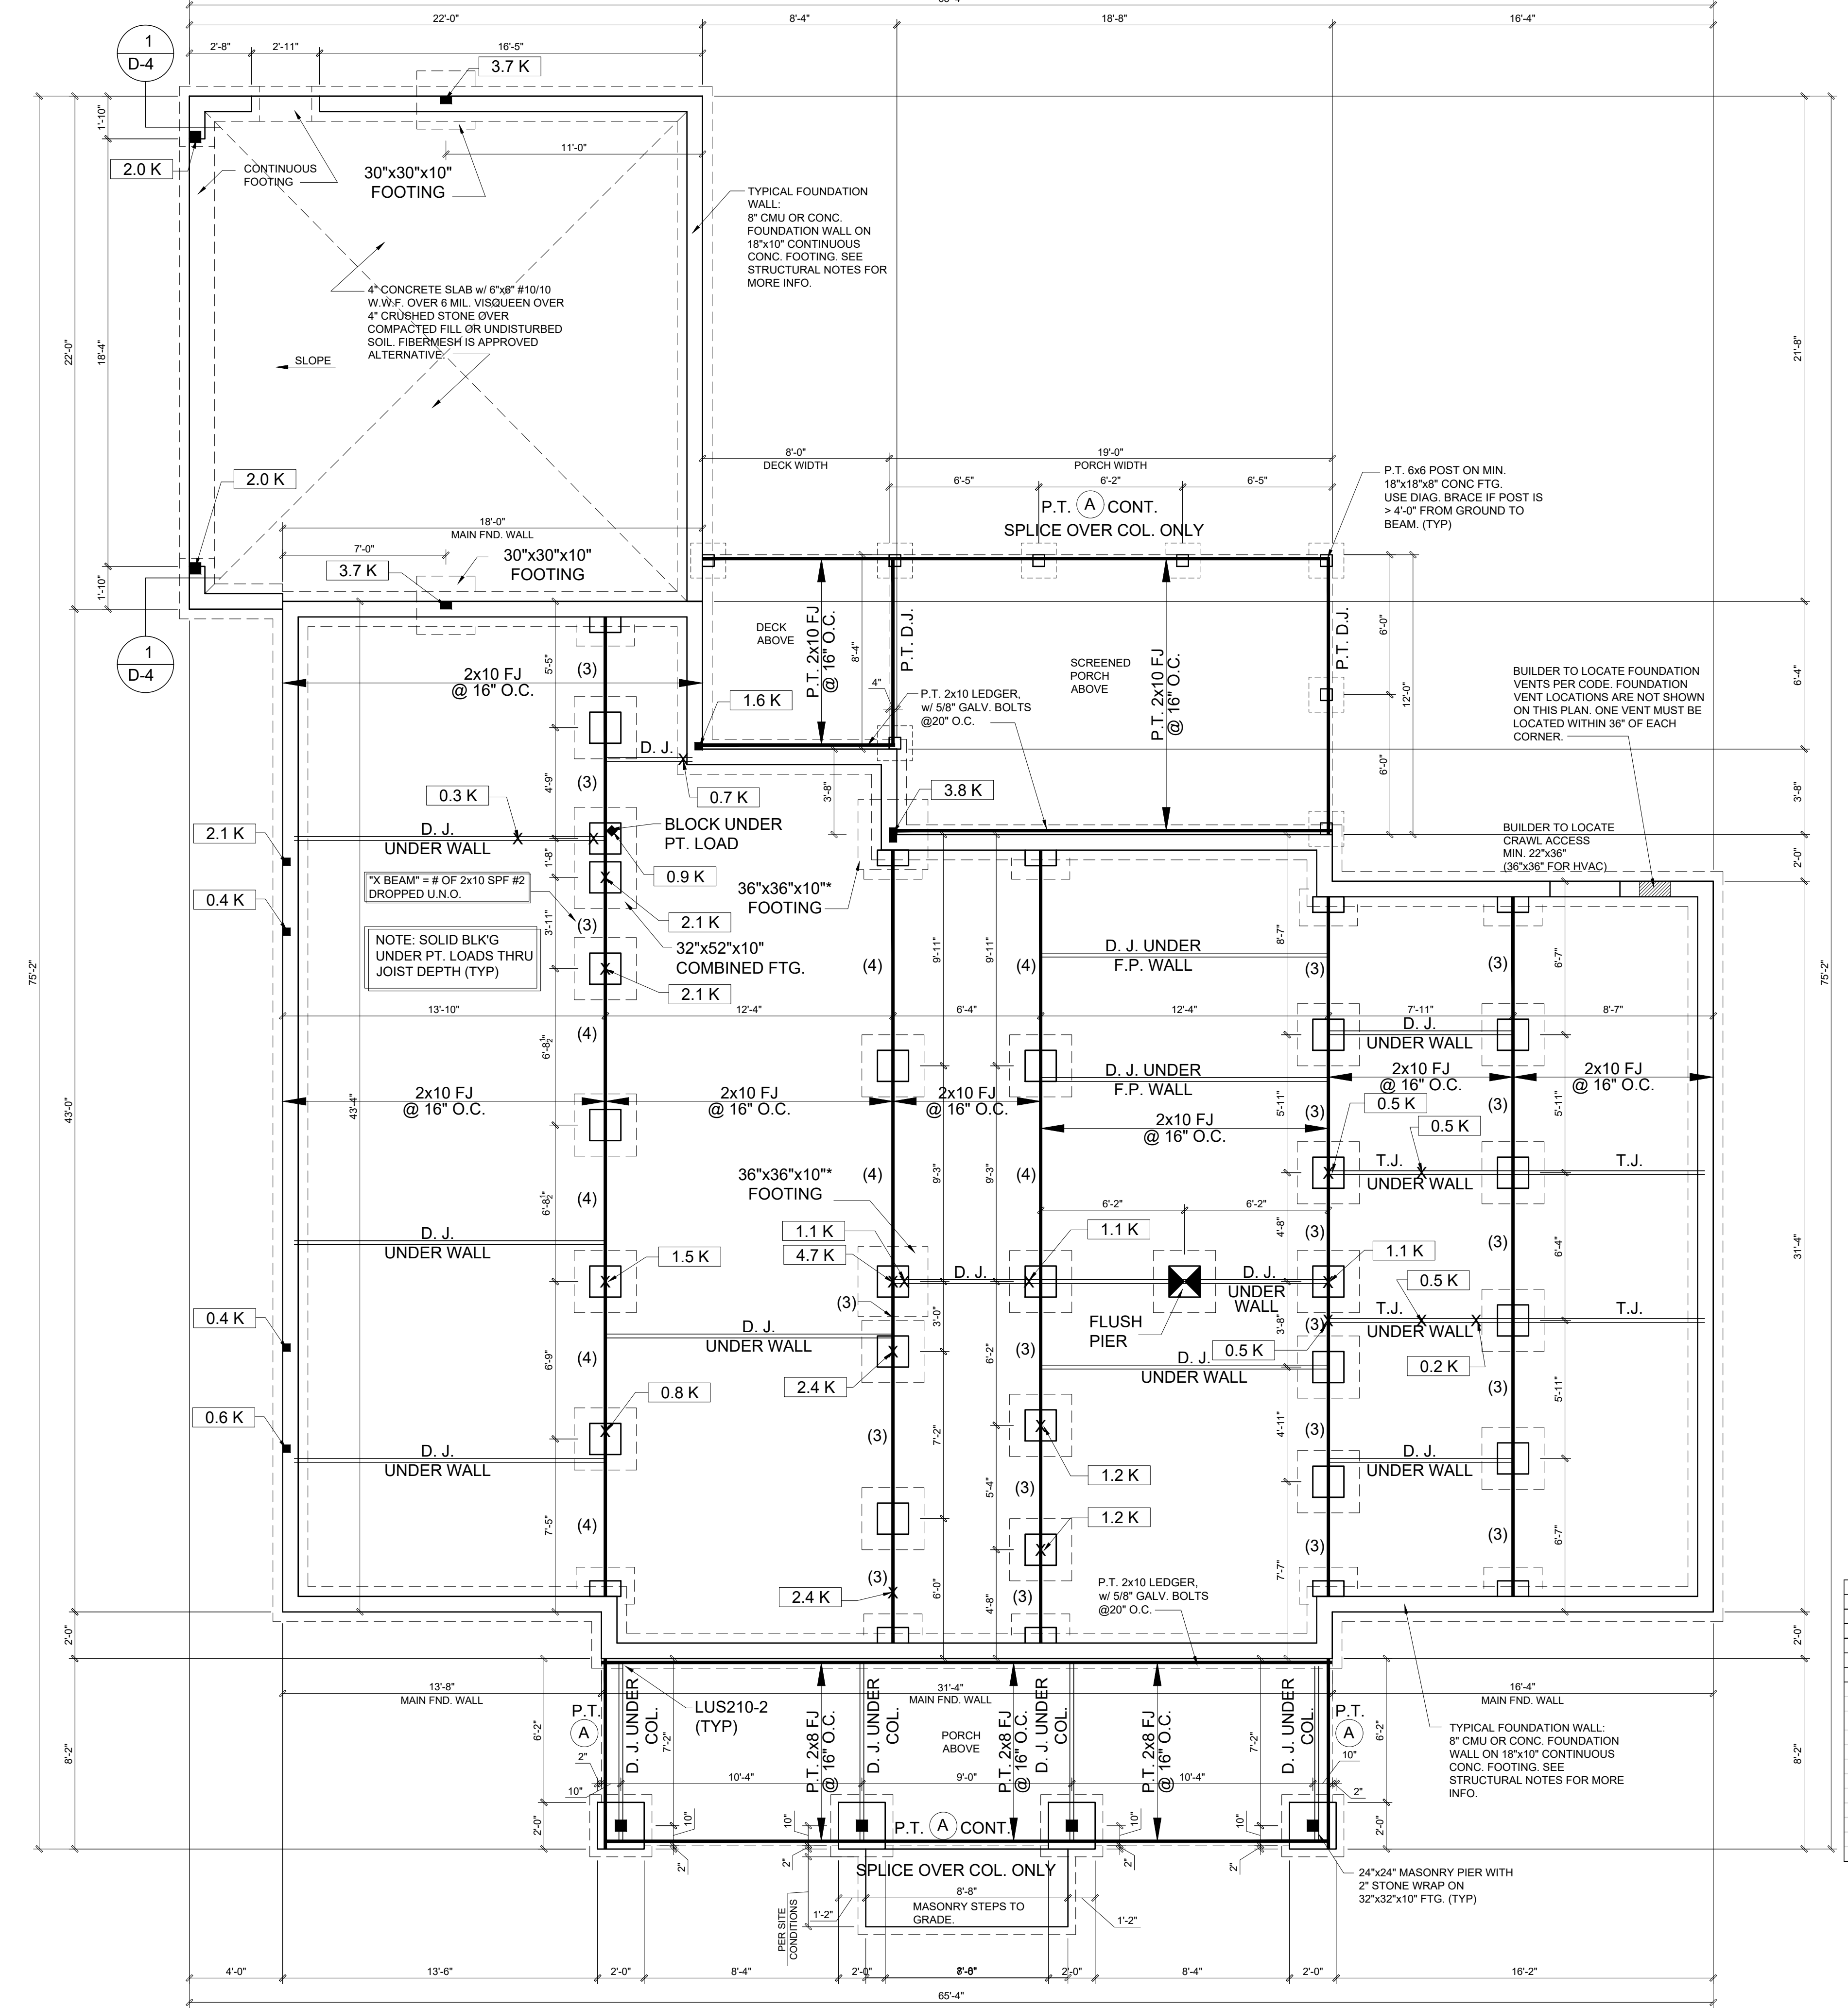 22'-0"
8'-4"
18'-8"
16'-4"
1
D-4
2'-8"
2'-11"
16'-5"
3.7 K
1'-10"
2.0 K
CONTINUOUS
FOOTING
30"x30"x10"
FOOTING
11'-0"
TYPICAL FOUNDATION
WALL:
8" CMU OR CONC.
FOUNDATION WALL ON
18"x10" CONTINUOUS
CONC. FOOTING. SEE
STRUCTURAL NOTES FOR
MORE INFO.
4" CONCRETE SLAB w/ 6"x6" #10/10
W.W.F. OVER 6 MIL. VISQUEEN OVER
4" CRUSHED STONE OVER
COMPACTED FILL OR UNDISTURBED
SOIL. FIBERMESH IS APPROVED
ALTERNATIVE.
SLOPE
22'-0"
18'-4"
21'-8"
2.0 K
8'-0"
DECK WIDTH
19'-0"
PORCH WIDTH
6'-5"
6'-2"
6'-5"
P.T. A CONT.
SPLICE OVER COL. ONLY
P.T. 6x6 POST ON MIN.
18"x18"x8" CONC FTG.
USE DIAG. BRACE IF POST IS
> 4'-0" FROM GROUND TO
BEAM. (TYP)
18'-0"
MAIN FND. WALL
7'-0"
30"x30"x10"
FOOTING
3.7 K
1'-10"
1
D-4
5'-5"
(3)
2x10 FJ
@ 16" O.C.
DECK
ABOVE
P.T. 2x10 FJ
@ 16" O.C.
8'-4"
P.T. D.J.
4"
SCREENED
PORCH
ABOVE
P.T. 2x10 FJ
@ 16" O.C.
P.T. D.J.
6'-0"
12'-0"
6'-0"
6'-4"
P.T. 2x10 LEDGER,
w/ 5/8" GALV. BOLTS
@20" O.C.
BUILDER TO LOCATE FOUNDATION
VENTS PER CODE. FOUNDATION
VENT LOCATIONS ARE NOT SHOWN
ON THIS PLAN. ONE VENT MUST BE
LOCATED WITHIN 36" OF EACH
CORNER.
1.6 K
D. J.
4'-9"
(3)
0.7 K
3'-8"
3.8 K
3'-8"
0.3 K
2.1 K
D. J.
UNDER WALL
BLOCK UNDER
PT. LOAD
BUILDER TO LOCATE
CRAWL ACCESS
MIN. 22"x36"
(36"x36" FOR HVAC)
2'-0"
1'-8"
0.9 K
"X BEAM" = # OF 2x10 SPF #2
DROPPED U.N.O.
0.4 K
36"x36"x10"*
FOOTING
2.1 K
3'-11"
(3)
NOTE: SOLID BLK'G
UNDER PT. LOADS THRU
JOIST DEPTH (TYP)
32"x52"x10"
COMBINED FTG.
2.1 K
9'-11"
9'-11"
8'-7"
D. J. UNDER
F.P. WALL
(4)
(4)
(3)
(3)
6'-7"
75'-2"
75'-2"
13'-10"
12'-4"
6'-4"
12'-4"
7'-11"
8'-7"
(4)
6'-8½"
D. J.
UNDER WALL
D. J. UNDER
F.P. WALL
43'-0"
43'-4"
2x10 FJ
@ 16" O.C.
2x10 FJ
@ 16" O.C.
2x10 FJ
@ 16" O.C.
2x10 FJ
@ 16" O.C.
2x10 FJ
@ 16" O.C.
2x10 FJ
@ 16" O.C.
5'-11"
(3)
0.5 K
0.5 K
(3)
5'-11"
(4)
6'-8½"
36"x36"x10"*
FOOTING
(4)
9'-3"
9'-3"
(4)
T.J.
UNDER WALL
T.J.
6'-2"
6'-2"
4'-8"
(3)
(3)
6'-4"
31'-4"
D. J.
UNDER WALL
1.5 K
1.1 K
4.7 K
1.1 K
D. J.
D. J.
UNDER
WALL
1.1 K
0.5 K
(3)
3'-0"
FLUSH
PIER
3'-8"
(3)
T.J.
UNDER WALL
T.J.
0.4 K
D. J.
UNDER WALL
6'-9"
(4)
6'-2"
(3)
0.5 K
0.2 K
D. J.
UNDER WALL
(3)
5'-11"
2.4 K
0.8 K
0.6 K
D. J.
UNDER WALL
(3)
7'-2"
4'-11"
(3)
D. J.
UNDER WALL
1.2 K
5'-4"
(3)
1.2 K
7'-5"
(4)
(3)
2.4 K
6'-0"
4'-8"
(3)
7'-7"
(3)
(3)
6'-7"
P.T. 2x10 LEDGER,
w/ 5/8" GALV. BOLTS
@20" O.C.
2'-0"
2'-0"
13'-8"
MAIN FND. WALL
31'-4"
MAIN FND. WALL
16'-4"
MAIN FND. WALL
P.T.
A
LUS210-2
(TYP)
D. J. UNDER
COL.
7'-2"
P.T. 2x8 FJ
@ 16" O.C.
D. J. UNDER
COL.
PORCH
ABOVE
P.T. 2x8 FJ
@ 16" O.C.
D. J. UNDER
COL.
P.T. 2x8 FJ
@ 16" O.C.
7'-2"
D. J. UNDER
COL.
P.T.
A
TYPICAL FOUNDATION WALL:
8" CMU OR CONC. FOUNDATION
WALL ON 18"x10" CONTINUOUS
CONC. FOOTING. SEE
STRUCTURAL NOTES FOR MORE
INFO.
6'-2"
6'-2"
8'-2"
8'-2"
2"
10"
10'-4"
9'-0"
10'-4"
10"
2"
2'-0"
10"
2"
10"
2"
P.T. A CONT.
SPLICE OVER COL. ONLY
10"
2"
10"
2"
2'-0"
24"x24" MASONRY PIER WITH
2" STONE WRAP ON
32"x32"x10" FTG. (TYP)
8'-8"
MASONRY STEPS TO
GRADE.
1'-2"
1'-2"
PER SITE
CONDITIONS
4'-0"
13'-6"
2'-0"
8'-4"
2'-0"
2'-0"
8'-4"
2'-0"
16'-2"
65'-4"